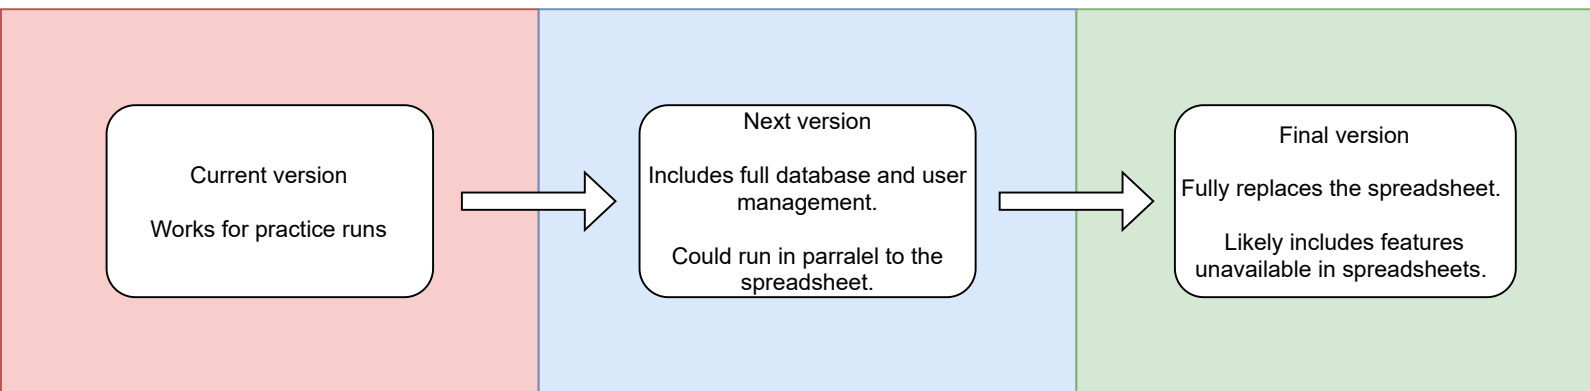 Current version
Works for practice runs
Next version
Includes full database and user
management.
Could run in parralel to the
spreadsheet.
Final version
Fully replaces the spreadsheet.
Likely includes features
unavailable in spreadsheets.